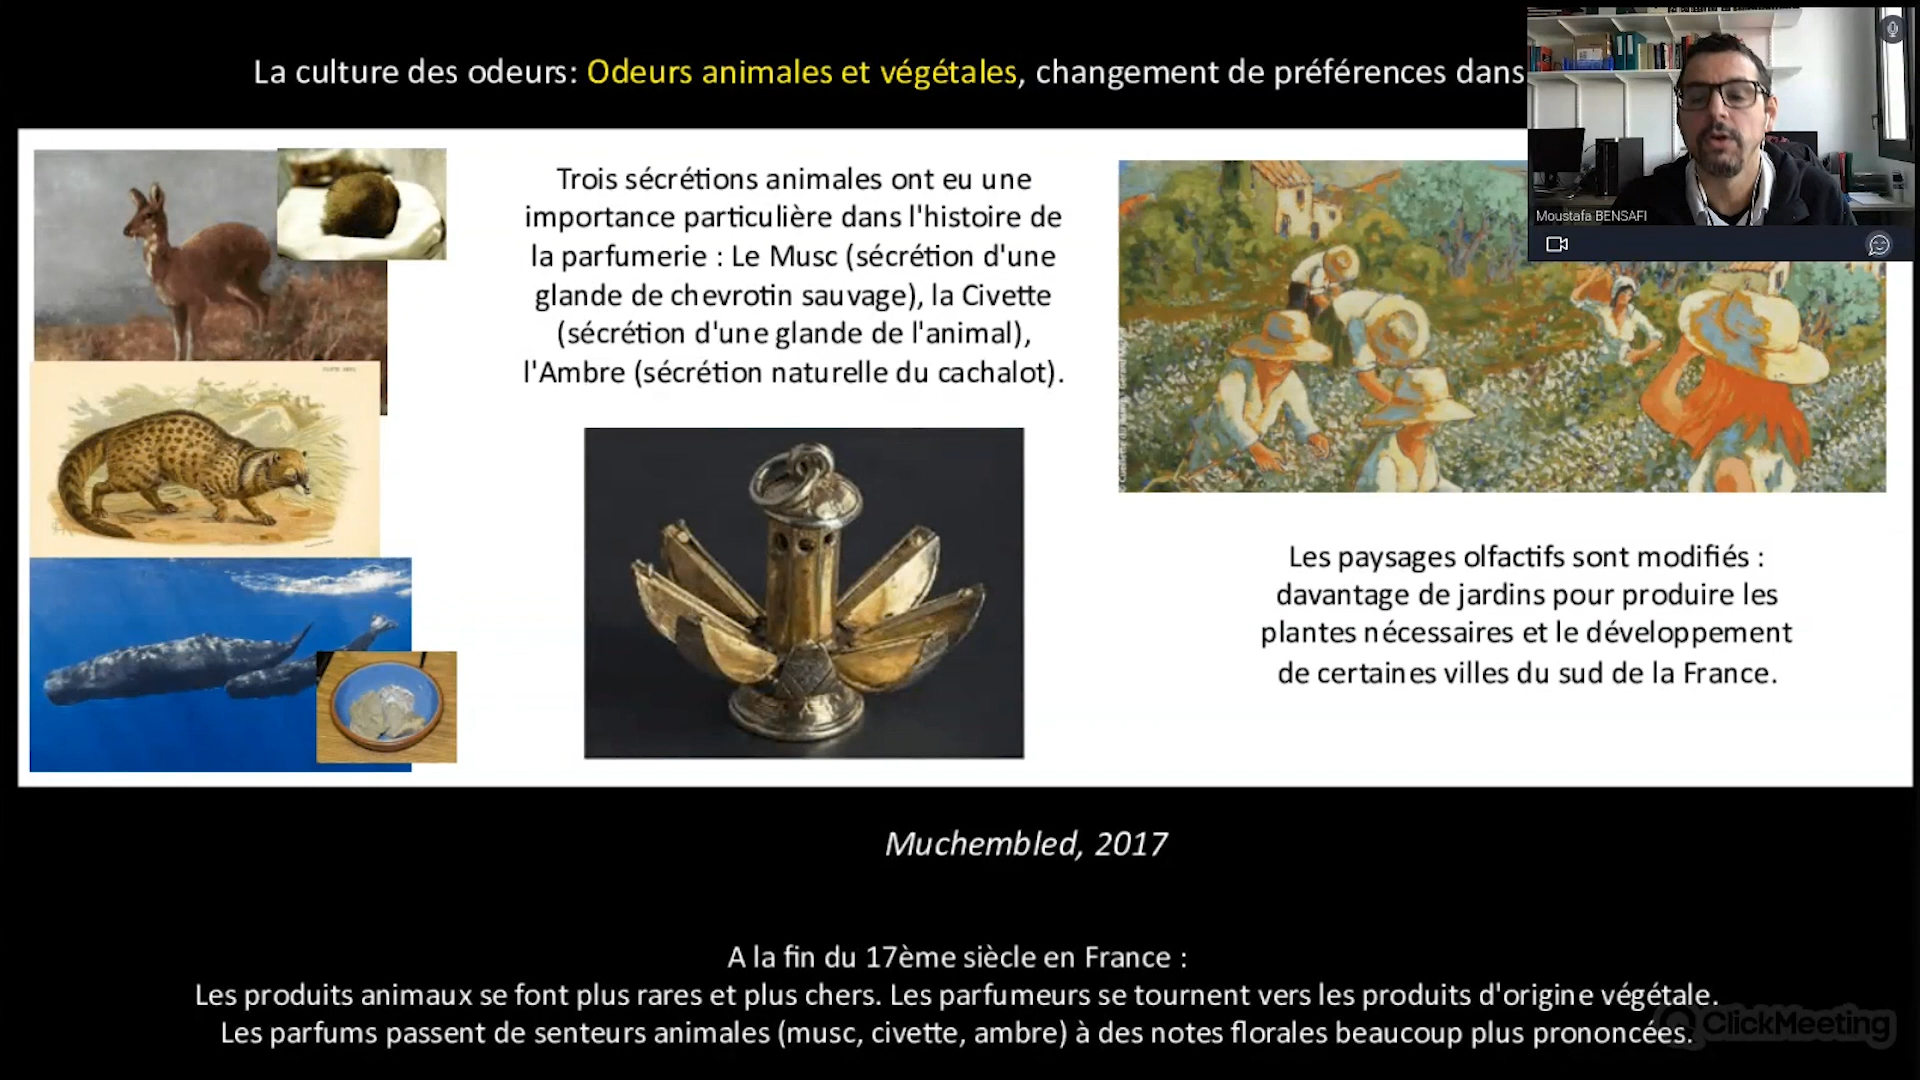 La culture des odeurs: Odeurs animales et végétales, changement de préférences dans
Moustafa BENSAFI
Trois sécrétions animales ont eu une
importance particulière dans l'histoire de
la parfumerie : Le Musc (sécrétion d'une
glande de chevrotin sauvage), la Civette
(sécrétion d'une glande de l'animal),
l'Ambre (sécrétion naturelle du cachalot).
Les paysages olfactifs sont modifiés :
davantage de jardins pour produire les
plantes nécessaires et le développement
de certaines villes du sud de la France.
Muchembled, 2017
A la fin du 17ème siècle en France :
Les produits animaux se font plus rares et plus chers. Les parfumeurs se tournent vers les produits d'origine végétale.
Les parfums passent de senteurs animales (musc, civette, ambre) à des notes florales beaucoup plus prononcées.
ClickMeeting